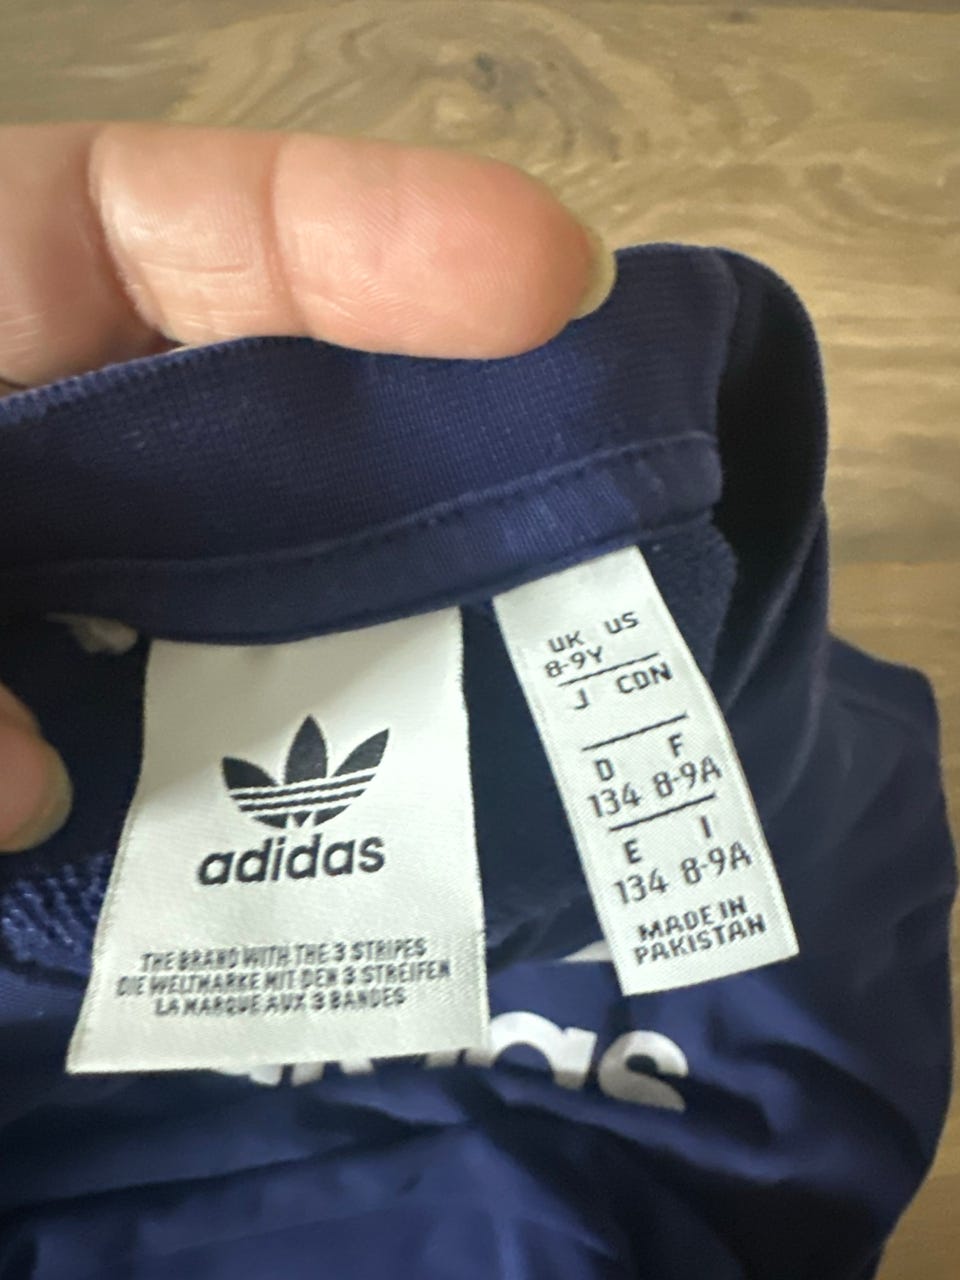 adidas
THE BRAND WITH THE 3 STRIPES
DIE WELTMARKE MIT DEN 3 STREIFEN
LA MARQUE AUX 3 BANDES
UK US
8-9Y
J CDN
D F
134 8-9A
E I
134 8-9A
MADE IN
PAKISTAN
adidas